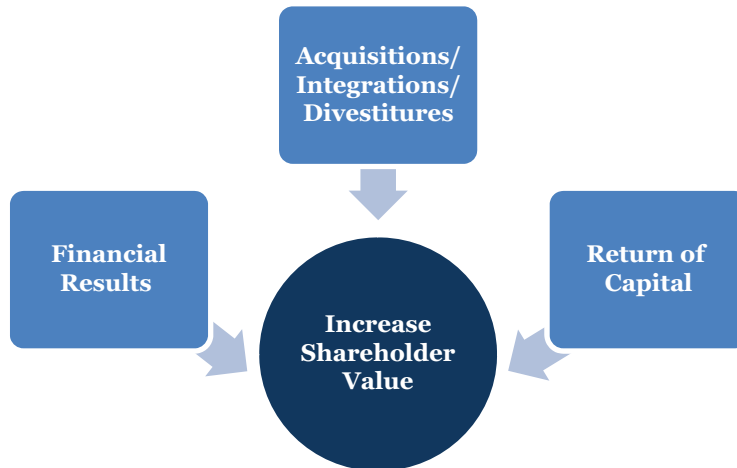 Acquisitions/
Integrations/
Divestitures
Financial
Results
Return of
Capital
Increase
Shareholder
Value